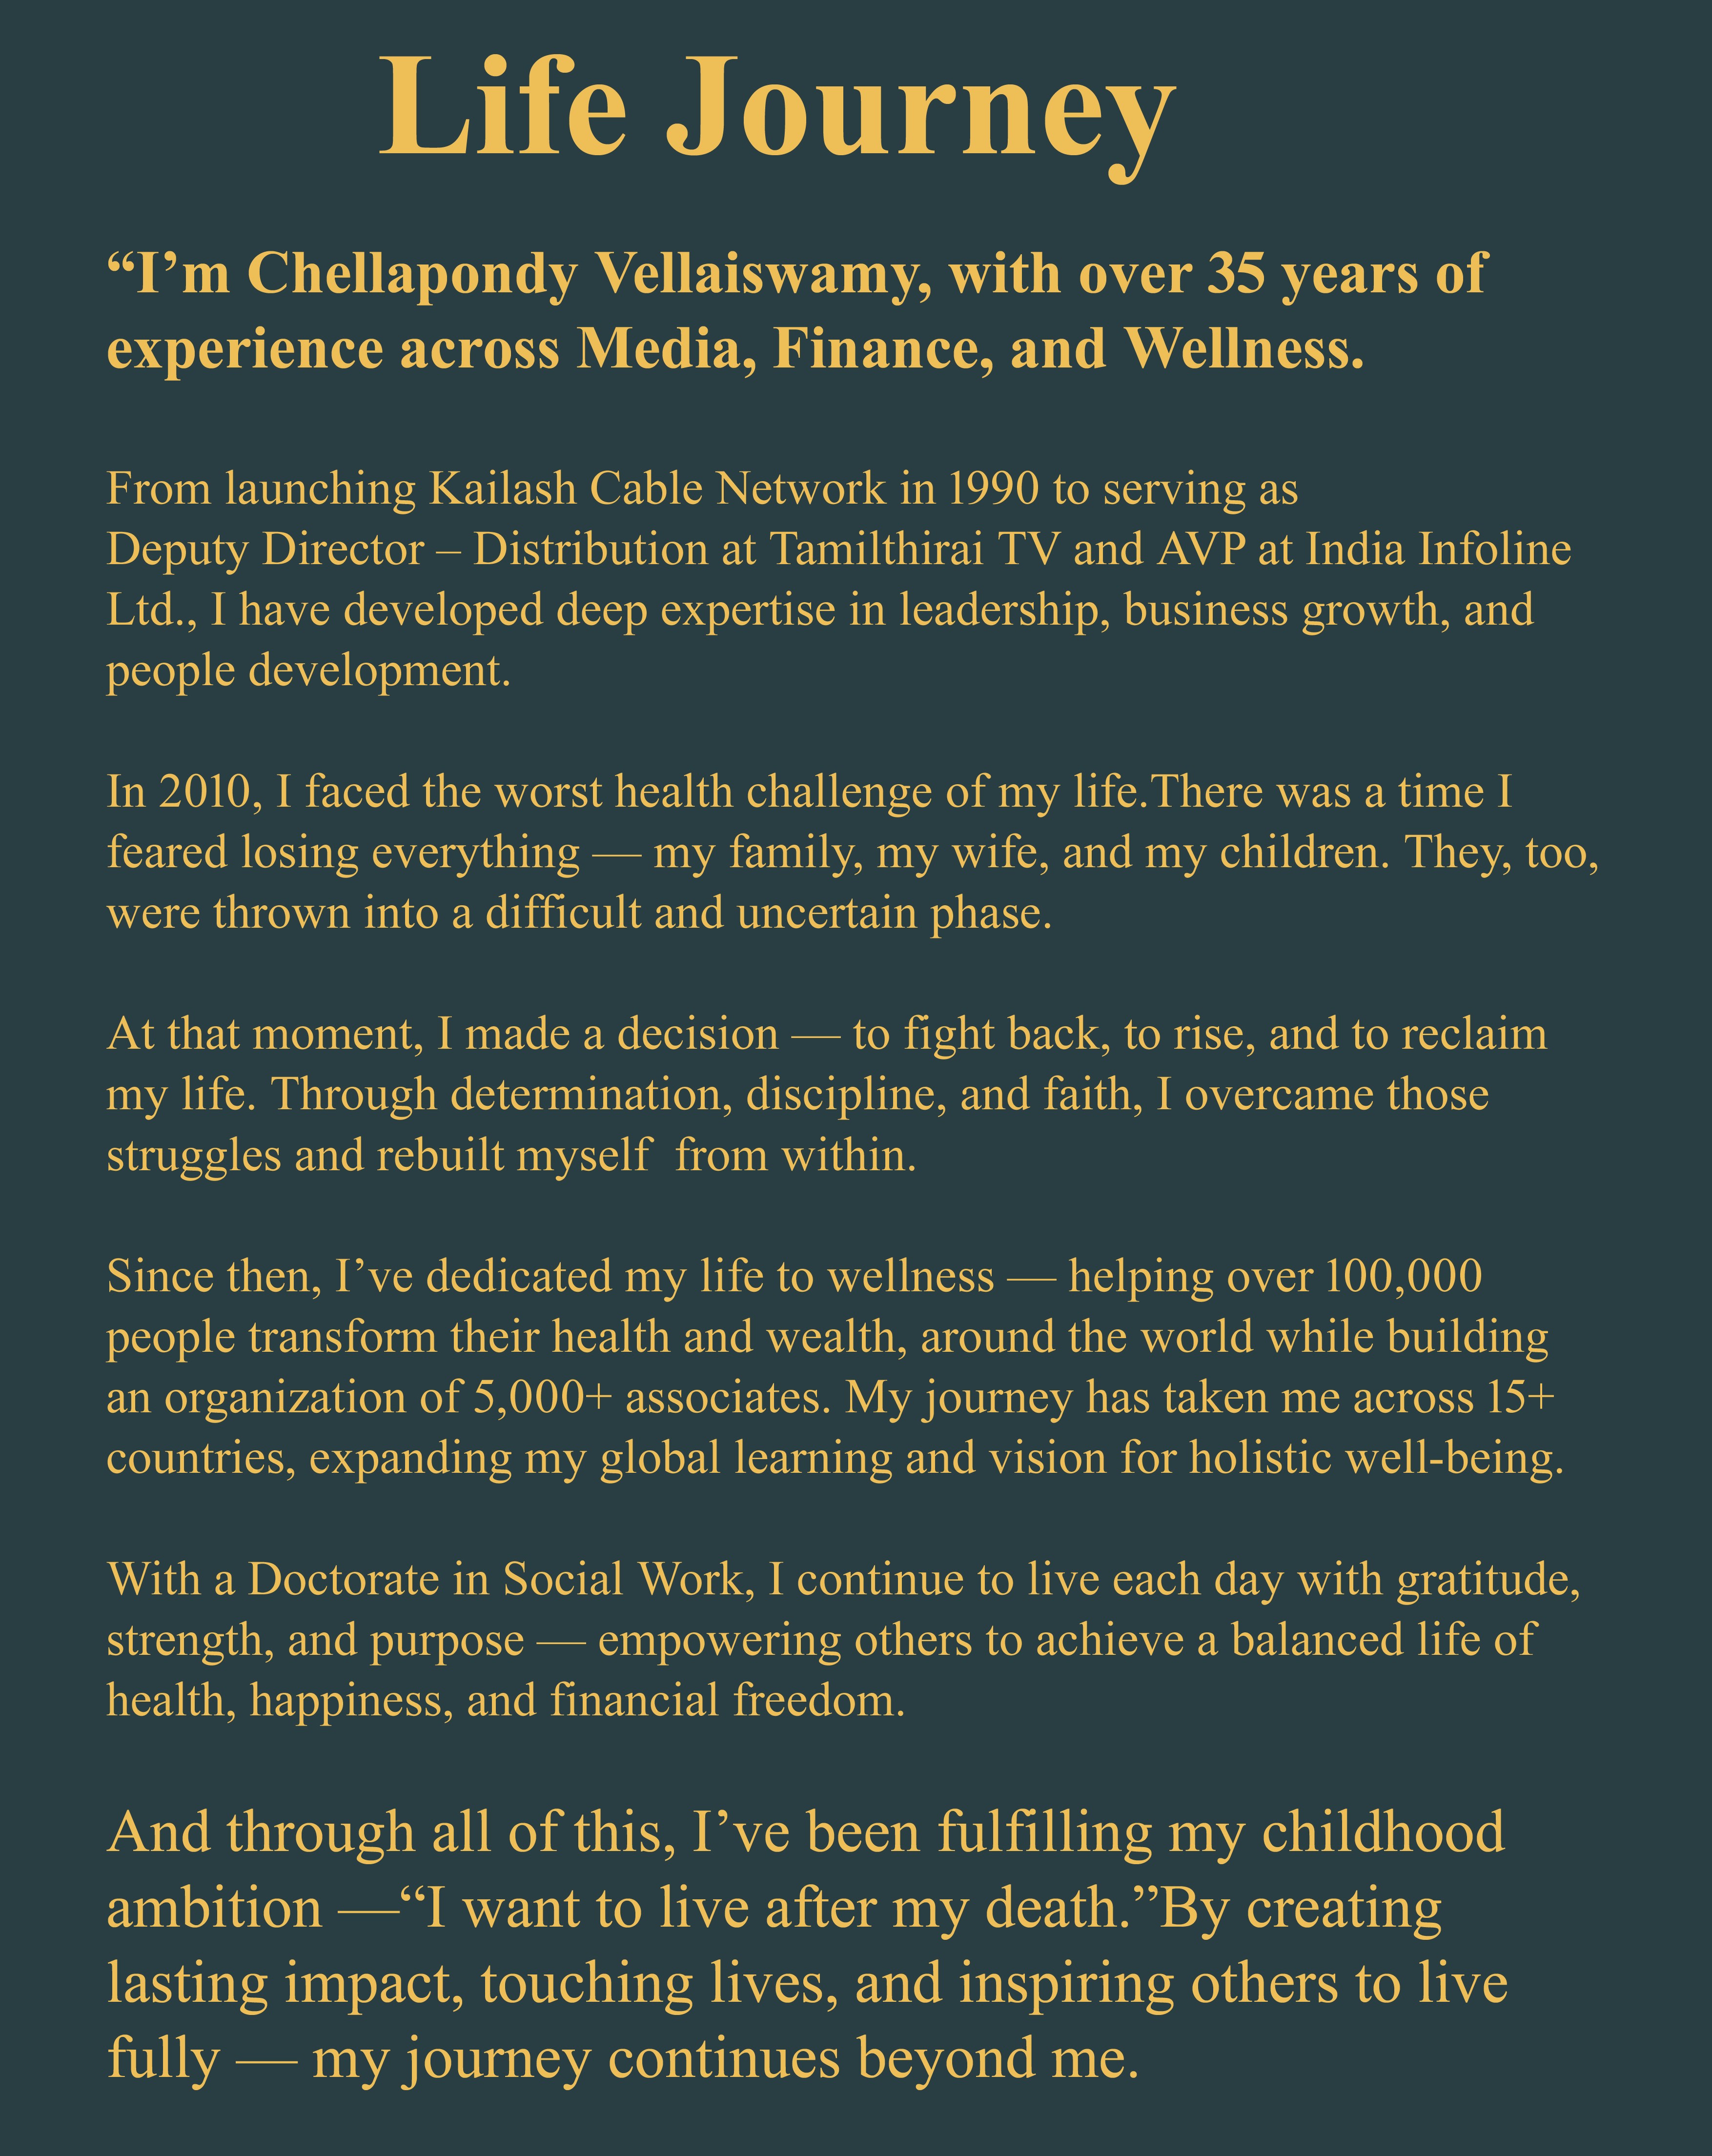 Life Journey
“I’m Chellapondy Vellaiswamy, with over 35 years of
experience across Media, Finance, and Wellness.
From launching Kailash Cable Network in 1990 to serving as
Deputy Director – Distribution at Tamilthirai TV and AVP at India Infoline
Ltd., I have developed deep expertise in leadership, business growth, and
people development.
In 2010, I faced the worst health challenge of my life.There was a time I
feared losing everything — my family, my wife, and my children. They, too,
were thrown into a difficult and uncertain phase.
At that moment, I made a decision — to fight back, to rise, and to reclaim
my life. Through determination, discipline, and faith, I overcame those
struggles and rebuilt myself  from within.
Since then, I’ve dedicated my life to wellness — helping over 100,000
people transform their health and wealth, around the world while building
an organization of 5,000+ associates. My journey has taken me across 15+
countries, expanding my global learning and vision for holistic well-being.
With a Doctorate in Social Work, I continue to live each day with gratitude,
strength, and purpose — empowering others to achieve a balanced life of
health, happiness, and financial freedom.
And through all of this, I’ve been fulfilling my childhood
ambition —“I want to live after my death.”By creating
lasting impact, touching lives, and inspiring others to live
fully — my journey continues beyond me.